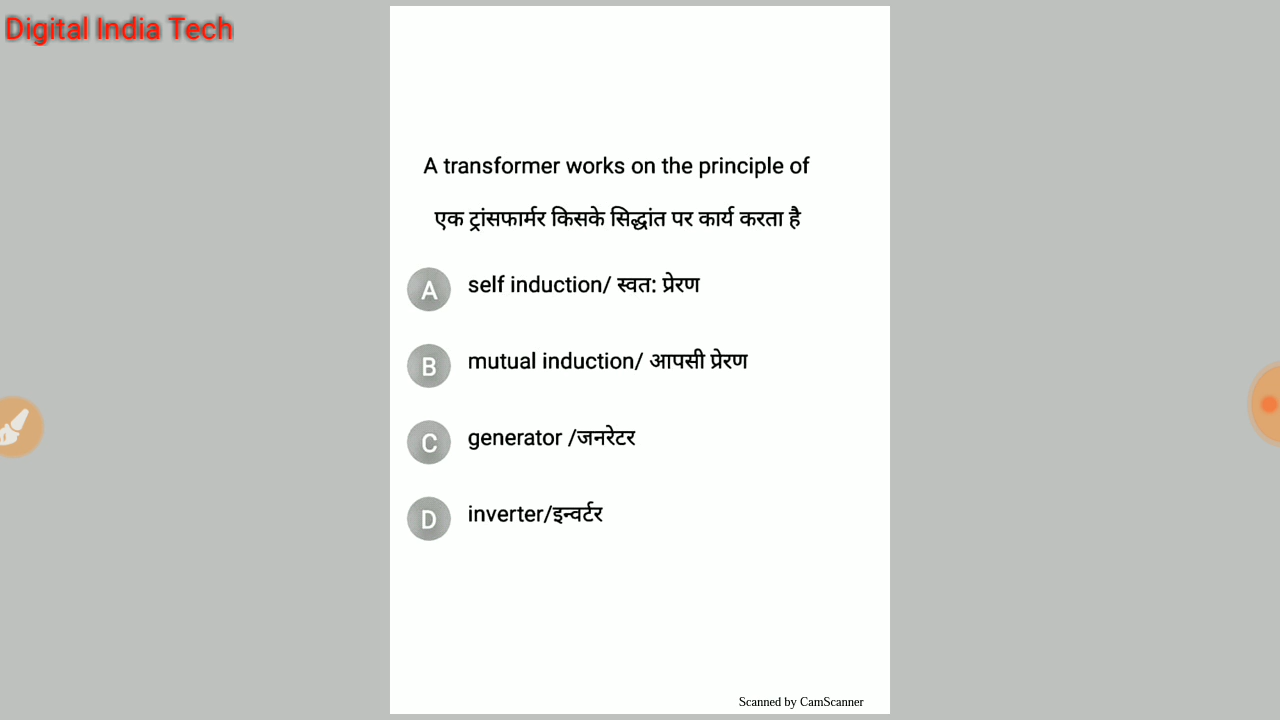 Digital India Tech
A transformer works on the principle of
एक ट्रांसफार्मर किसके सिद्धांत पर कार्य करता है
A self induction/ स्वत: प्रेरण
B mutual induction/ आपसी प्रेरण
C generator /जनरेटर
D inverter/इन्वर्टर
Scanned by CamScanner